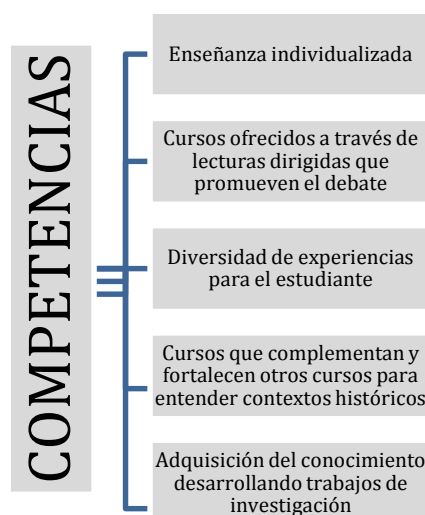 COMPETENCIAS
Enseñanza individualizada
Cursos ofrecidos a través de
lecturas dirigidas que
promueven el debate
Diversidad de experiencias
para el estudiante
Cursos que complementan y
fortalecen otros cursos para
entender contextos históricos
Adquisición del conocimiento
desarrollando trabajos de
investigación